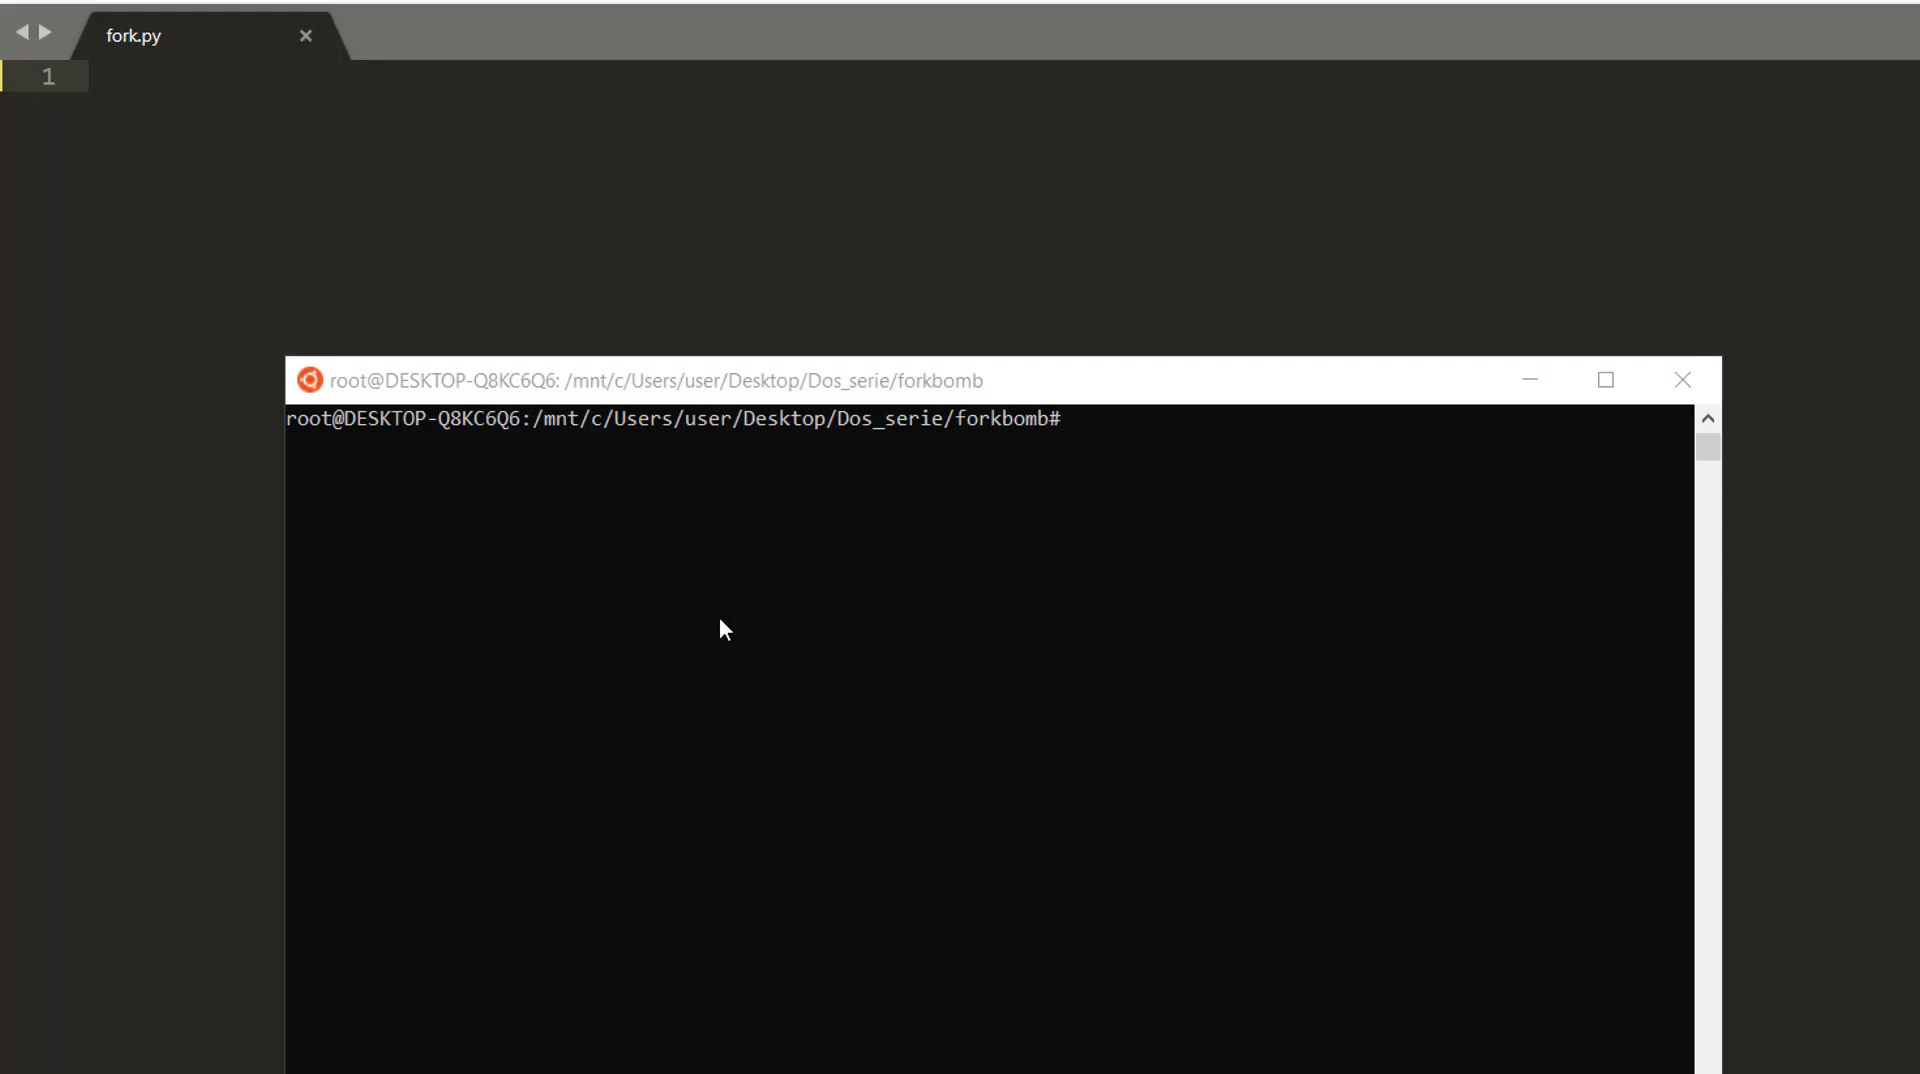 fork.py
1
root@DESKTOP-Q8KC6Q6: /mnt/c/Users/user/Desktop/Dos_serie/forkbomb
root@DESKTOP-Q8KC6Q6:/mnt/c/Users/user/Desktop/Dos_serie/forkbomb#